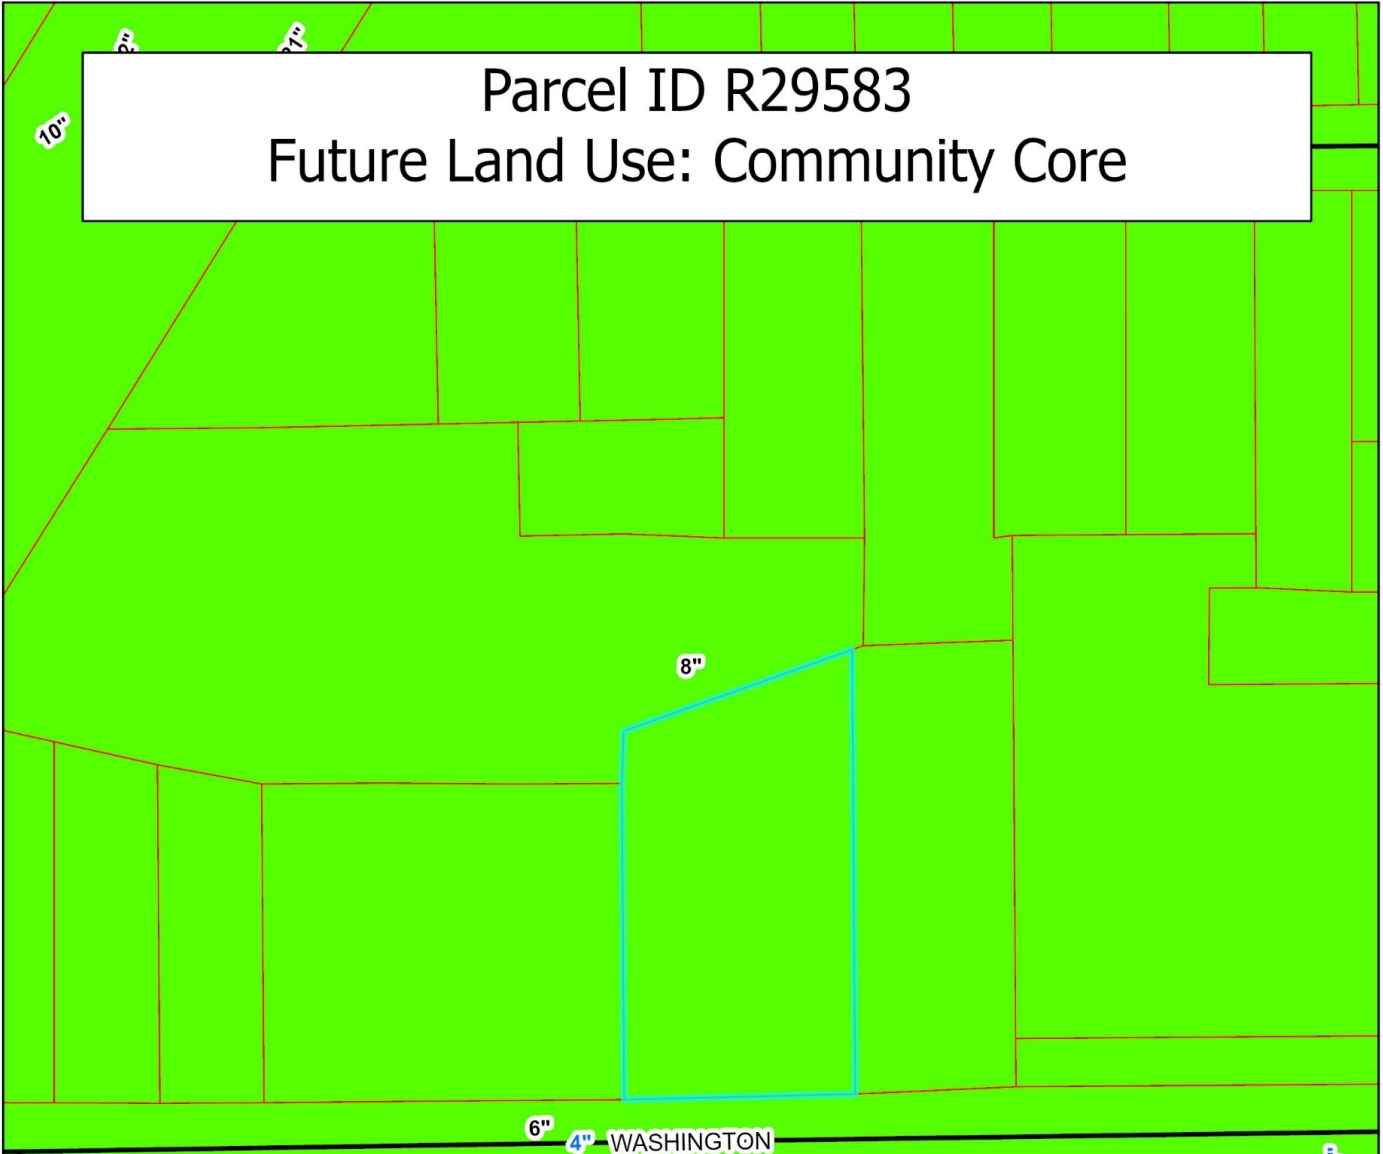 Parcel ID R29583
Future Land Use: Community Core
10"
8"
6"
4" WASHINGTON